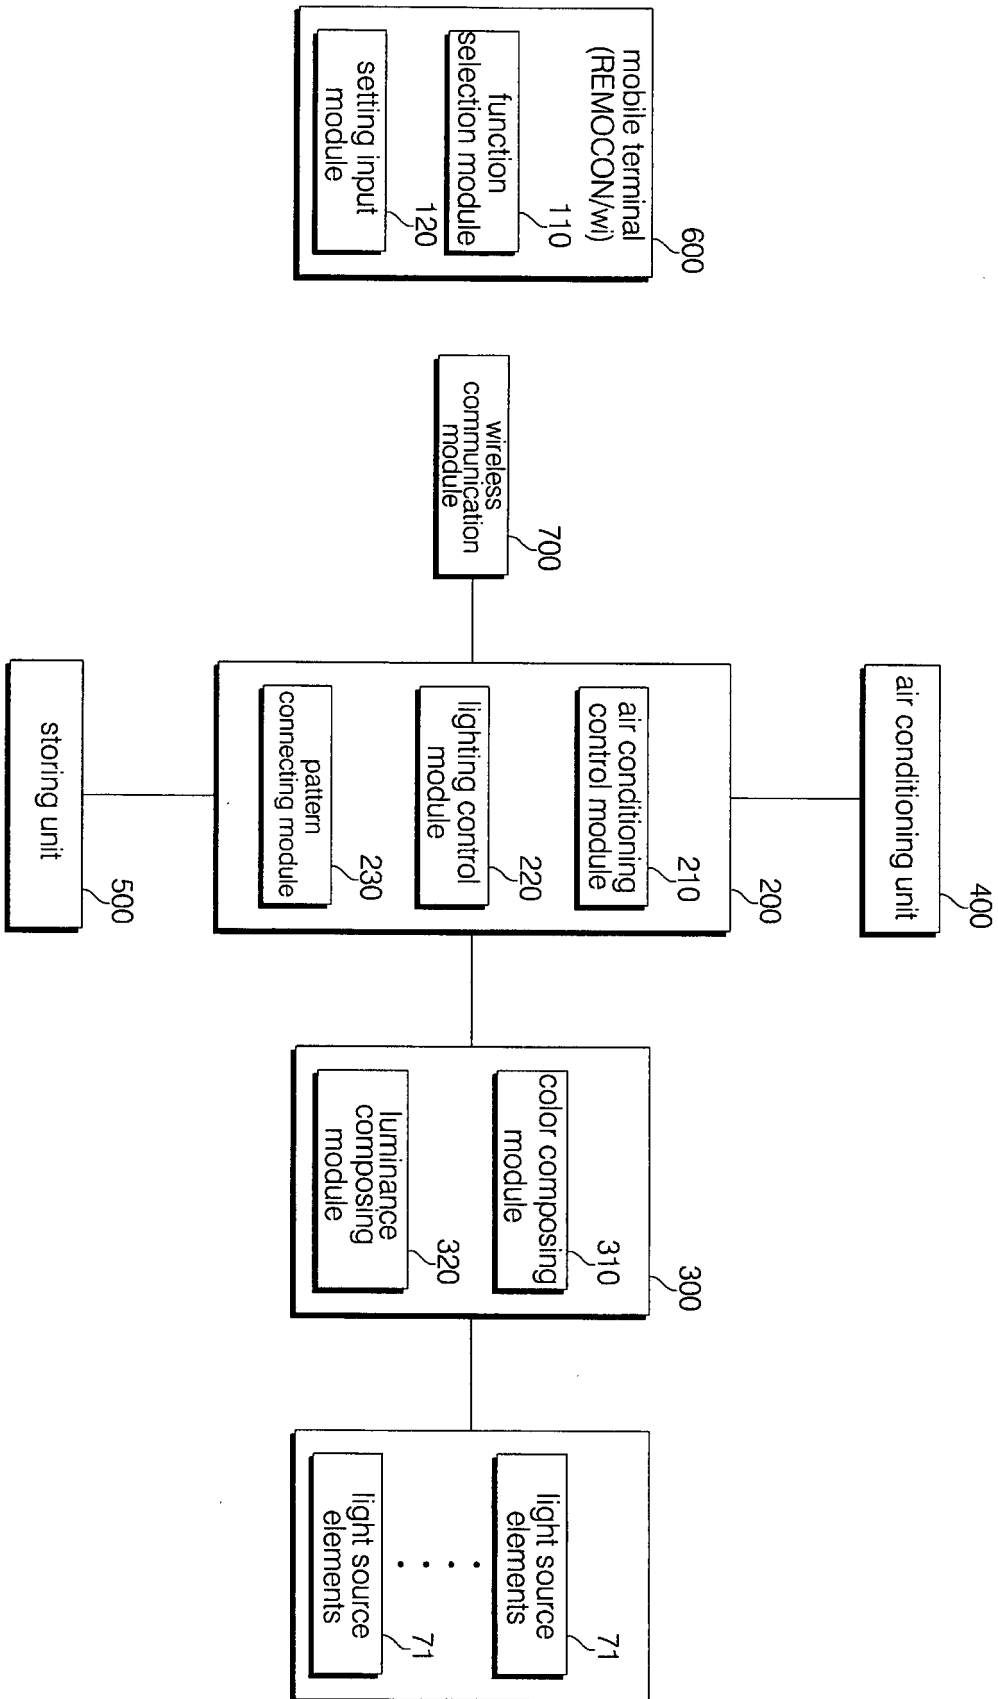 mobile terminal
(REMOCON/wi)
600
function
selection module
110
setting input
module
120
wireless
communication
module
700
air conditioning unit
400
200
air conditioning
control module
210
lighting control
module
220
pattern
connecting module
230
storing unit
500
300
color composing
module
310
luminance
composing
module
320
light source
elements
71
light source
elements
71